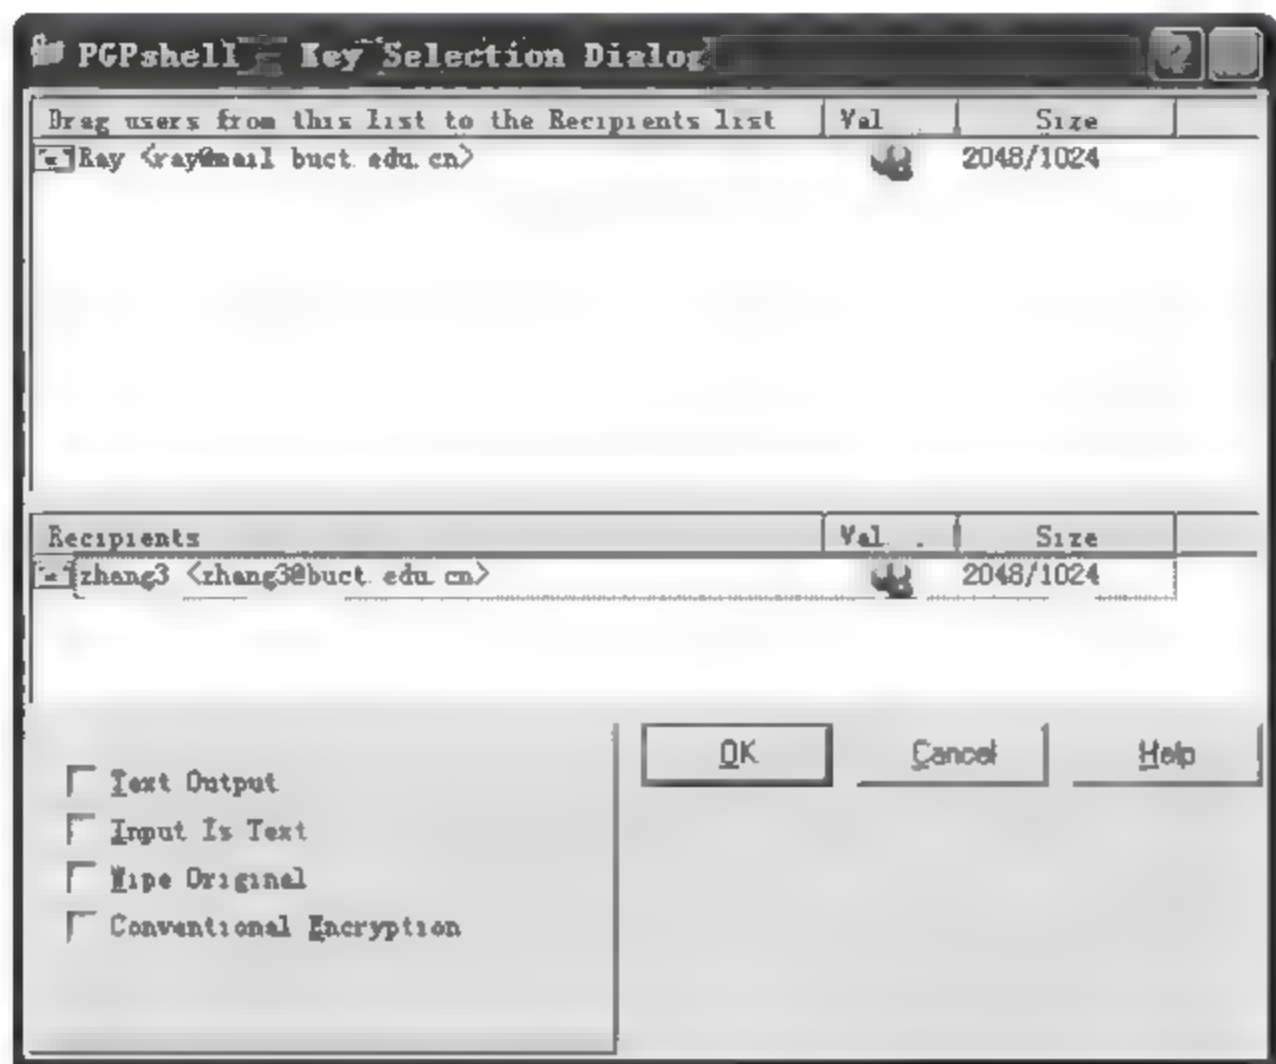 PGPshell - Key Selection Dialog
Drag users from this list to the Recipients list Val Size
Ray <ray@mail.buct.edu.cn> 2048/1024
Recipients Val.. Size
zhang3 <zhang3@buct.edu.cn> 2048/1024
OK Cancel Help
Text Output
Input Is Text
Wipe Original
Conventional Encryption